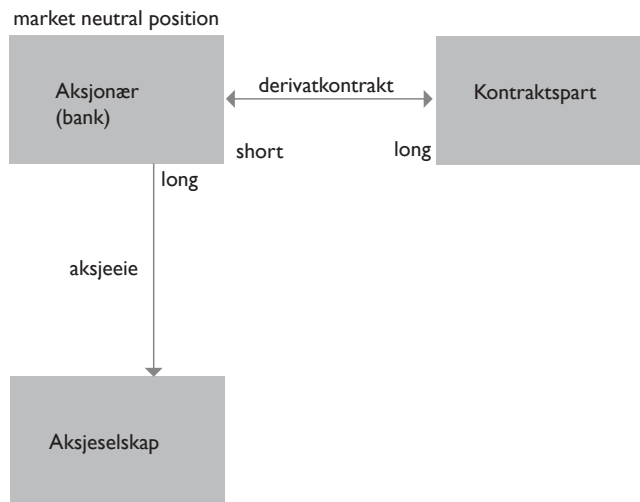 market neutral position
Aksjonær
(bank)
derivatkontrakt
Kontraktspart
short
long
long
aksjeeie
Aksjeselskap